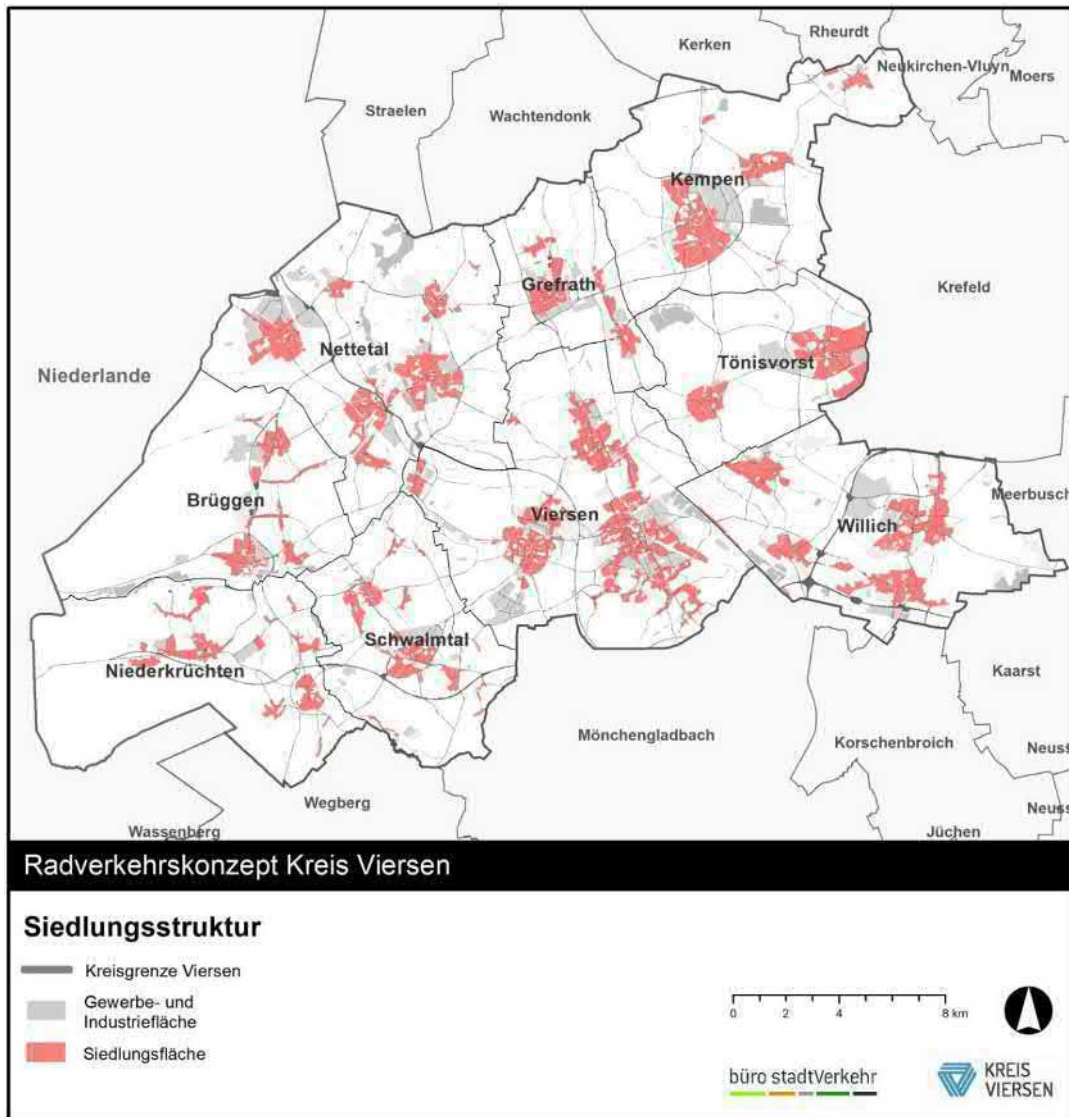 Kerken
Rheurdt
Neukirchen-Vluyn
Moers
Straelen
Wachtendonk
Kempen
Krefeld
Grefrath
Nettetal
Tönisvorst
Niederlande
Brüggen
Viersen
Willich
Meerbusch
Schwalmtal
Niederkrüchten
Kaarst
Mönchengladbach
Korschenbroich
Neuss
Wegberg
Neuss
Wassenberg
Jüchen
Radverkehrskonzept Kreis Viersen
Siedlungsstruktur
Kreisgrenze Viersen
Gewerbe- und
Industriefläche
Siedlungsfläche
0 2 4 8 km
büro stadtVerkehr
KREIS
VIERSEN